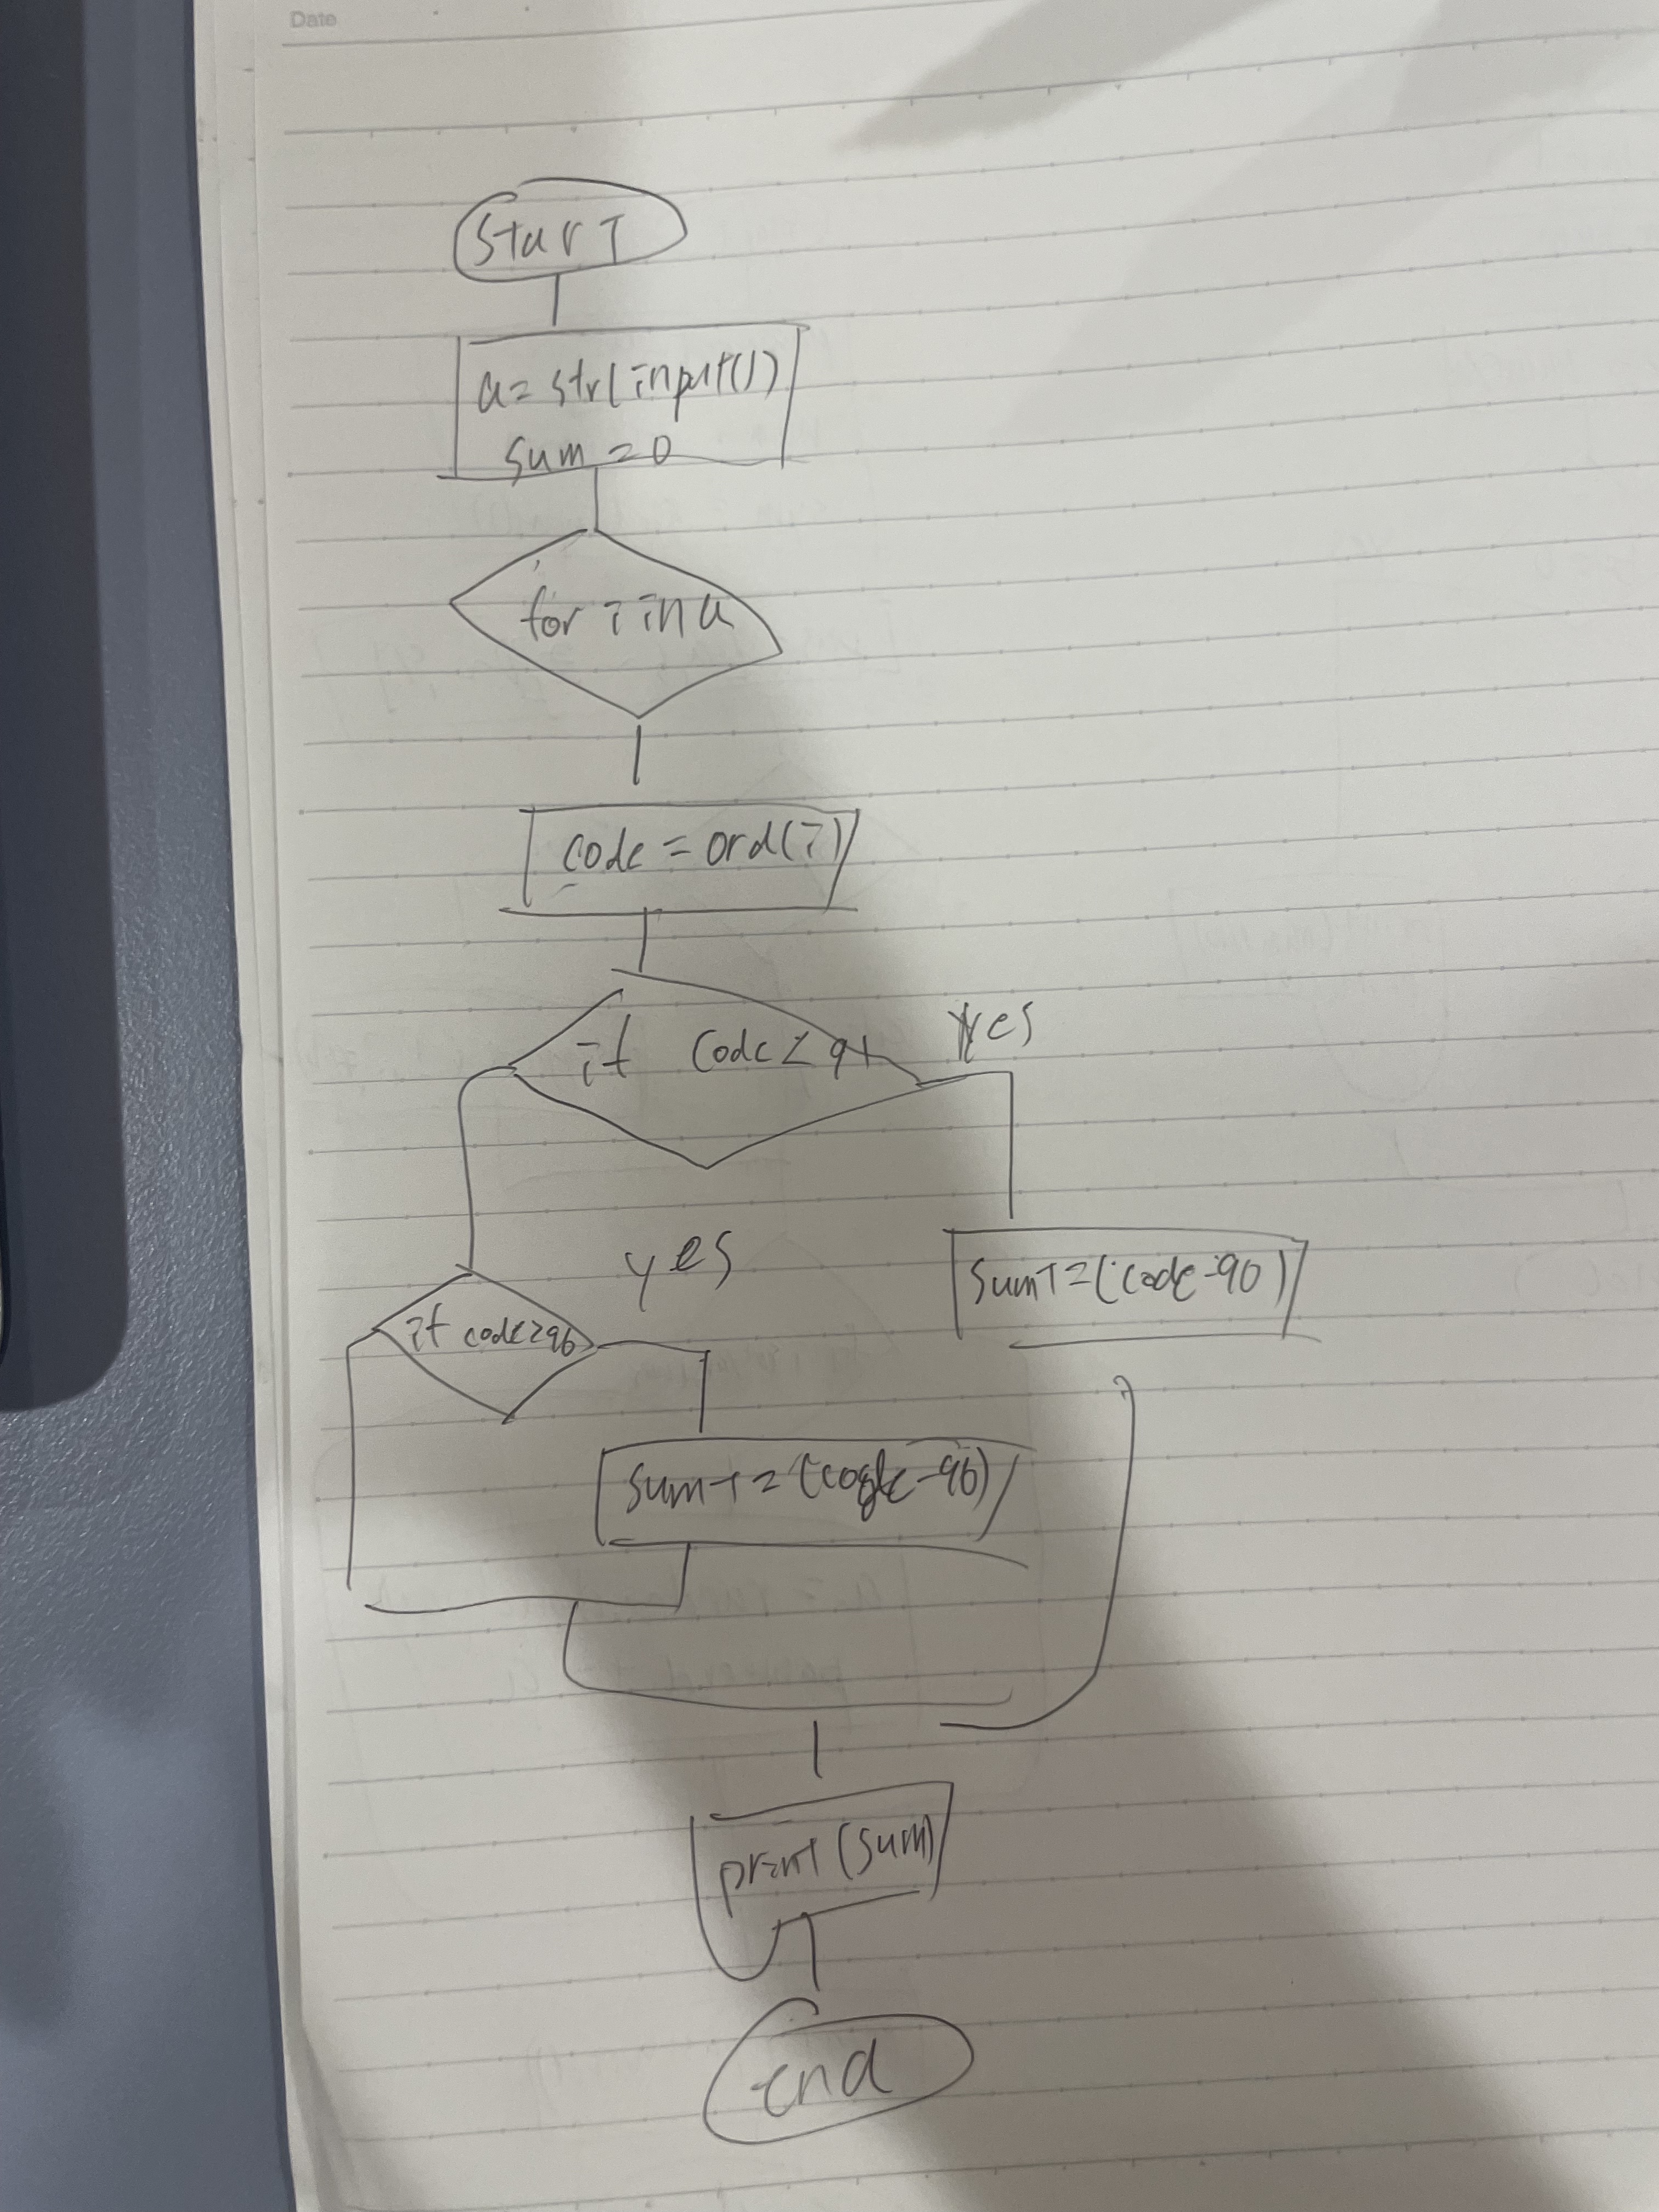 Date
start
a = str(input())
sum = 0
for i in a
code = ord(i)
if code < 91
yes
yes
sum += (code-90)
if code > 96
sum += (code-96)
print(sum)
end